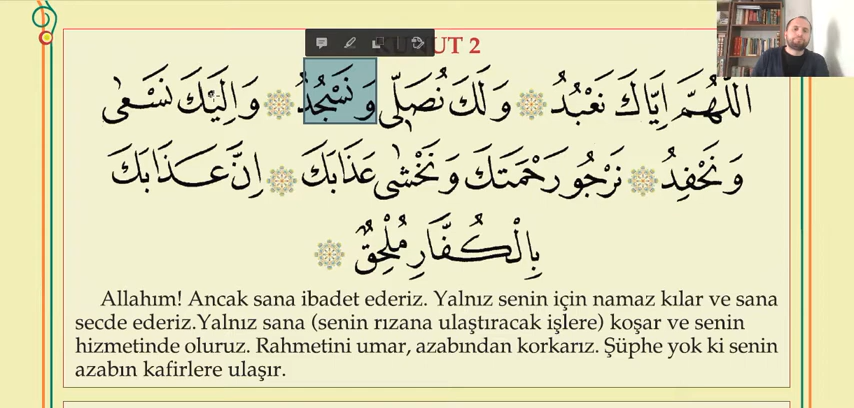 KUNUT 2
اَللّٰهُمَّ اِيَّاكَ نَعْبُدُ ۞ وَ لَكَ نُصَلّٖى وَ نَسْجُدُ ۞ وَ اِلَيْكَ نَسْعٰى
وَ نَحْفِدُ ۞ نَرْجُو رَحْمَتَكَ وَ نَخْشٰى عَذَابَكَ ۞ اِنَّ عَذَابَكَ
بِالْكُفَّارِ مُلْحِقٌ ۞
Allahım! Ancak sana ibadet ederiz. Yalnız senin için namaz kılar ve sana
secde ederiz.Yalnız sana (senin rızana ulaştıracak işlere) koşar ve senin
hizmetinde oluruz. Rahmetini umar, azabından korkarız. Şüphe yok ki senin
azabın kafirlere ulaşır.